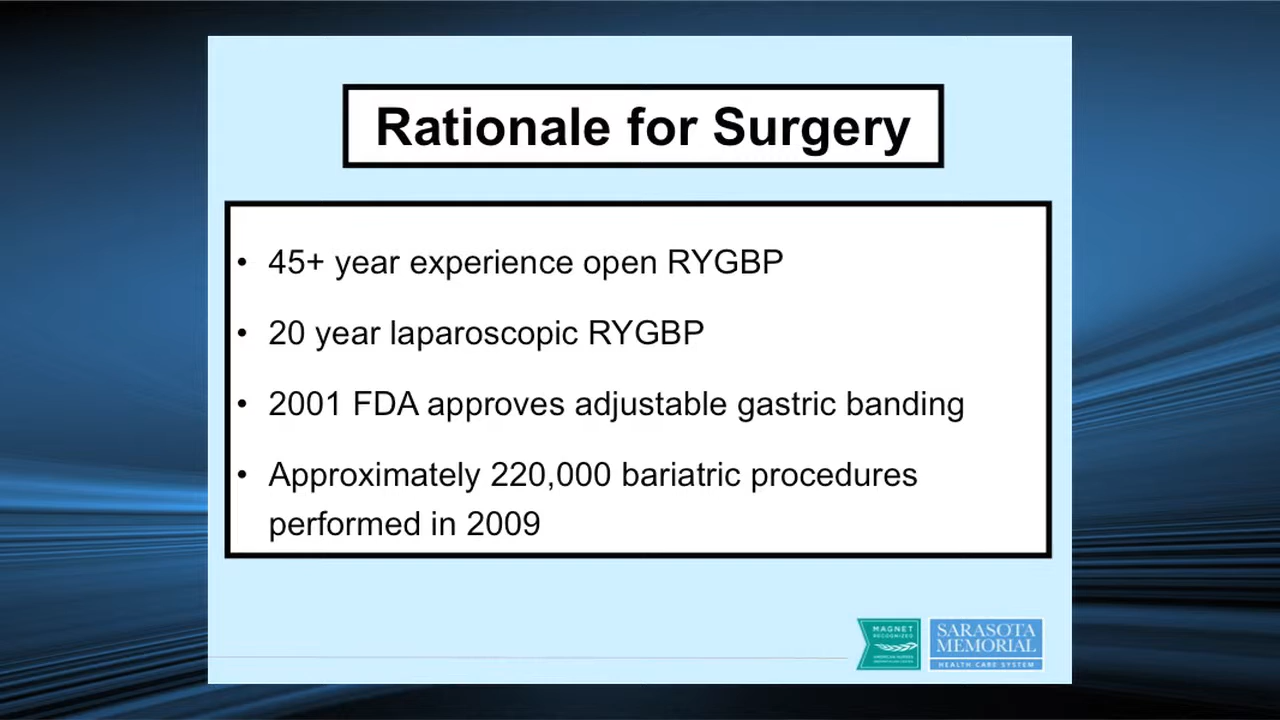 Rationale for Surgery
• 45+ year experience open RYGBP
• 20 year laparoscopic RYGBP
• 2001 FDA approves adjustable gastric banding
• Approximately 220,000 bariatric procedures
performed in 2009
MAGNET
RECOGNIZED
SARASOTA
MEMORIAL
HEALTH CARE SYSTEM